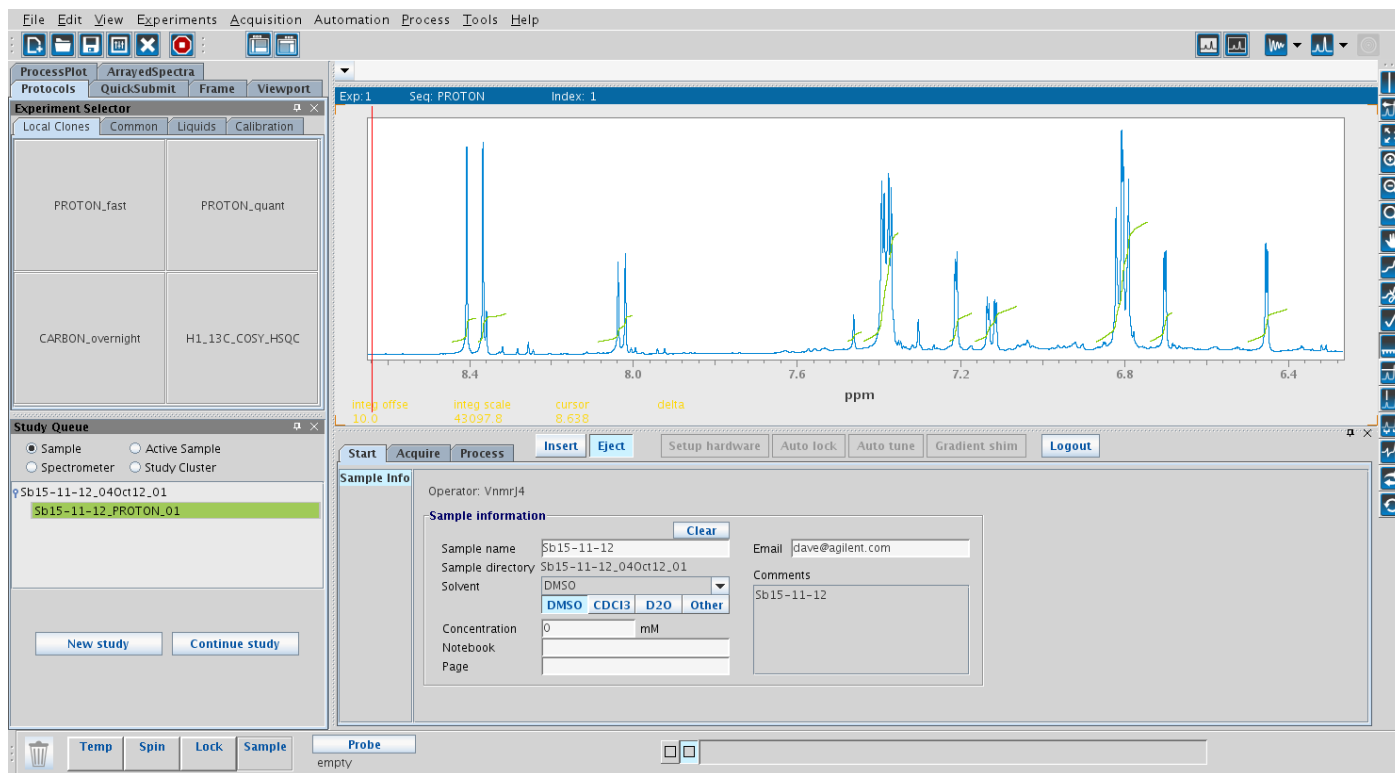 File Edit View Experiments Acquisition Automation Process Tools Help
ProcessPlot ArrayedSpectra
Protocols QuickSubmit Frame Viewport
Experiment Selector
Local Clones Common Liquids Calibration
PROTON_fast PROTON_quant
CARBON_overnight H1_13C_COSY_HSQC
Study Queue
Sample Active Sample
Spectrometer Study Cluster
Sb15-11-12_04Oct12_01
Sb15-11-12_PROTON_01
New study Continue study
Exp:1 Seq: PROTON Index: 1
8.4 8.0 7.6 7.2 6.8 6.4
ppm
integ offse integ scale cursor delta
10.0 43097.8 8.638
Start Acquire Process Insert Eject Setup hardware Auto lock Auto tune Gradient shim Logout
Sample Info
Operator: VnmrJ4
Sample information
Clear
Sample name Sb15-11-12
Sample directory Sb15-11-12_04Oct12_01
Solvent DMSO
DMSO CDCl3 D2O Other
Concentration 0 mM
Notebook
Page
Email dave@agilent.com
Comments
Sb15-11-12
Temp Spin Lock Sample Probe
empty